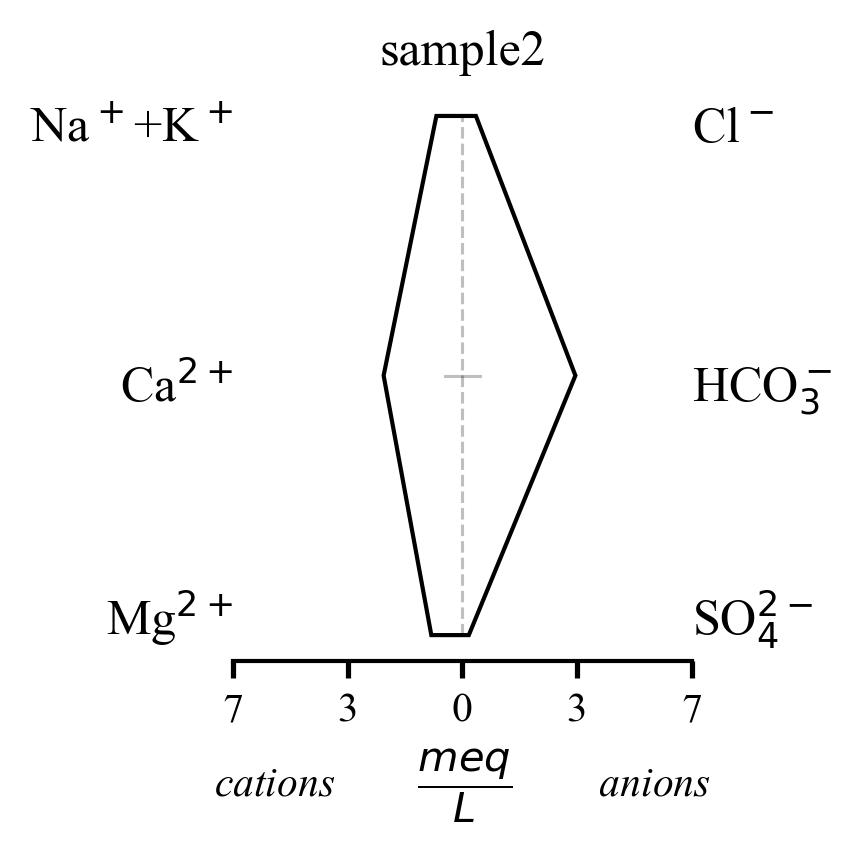 sample2
Na⁺+K⁺ Cl⁻
Ca²⁺ HCO₃⁻
Mg²⁺ SO₄²⁻
7 3 0 3 7
cations meq/L anions